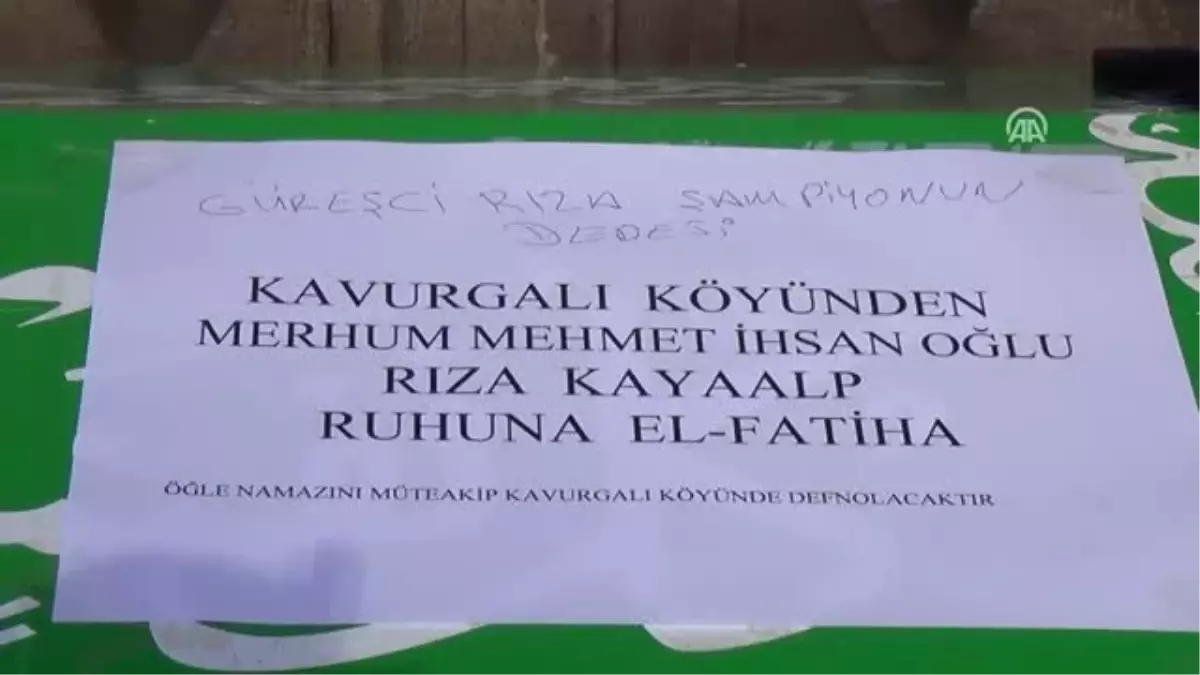 AA
GÜREŞCİ RIZA ŞAMPİYONUN
DEDESİ
KAVURGALI KÖYÜNDEN
MERHUM MEHMET İHSAN OĞLU
RIZA KAYAALP
RUHUNA EL-FATİHA
ÖĞLE NAMAZINI MÜTEAKİP KAVURGALI KÖYÜNDE DEFNOLACAKTIR